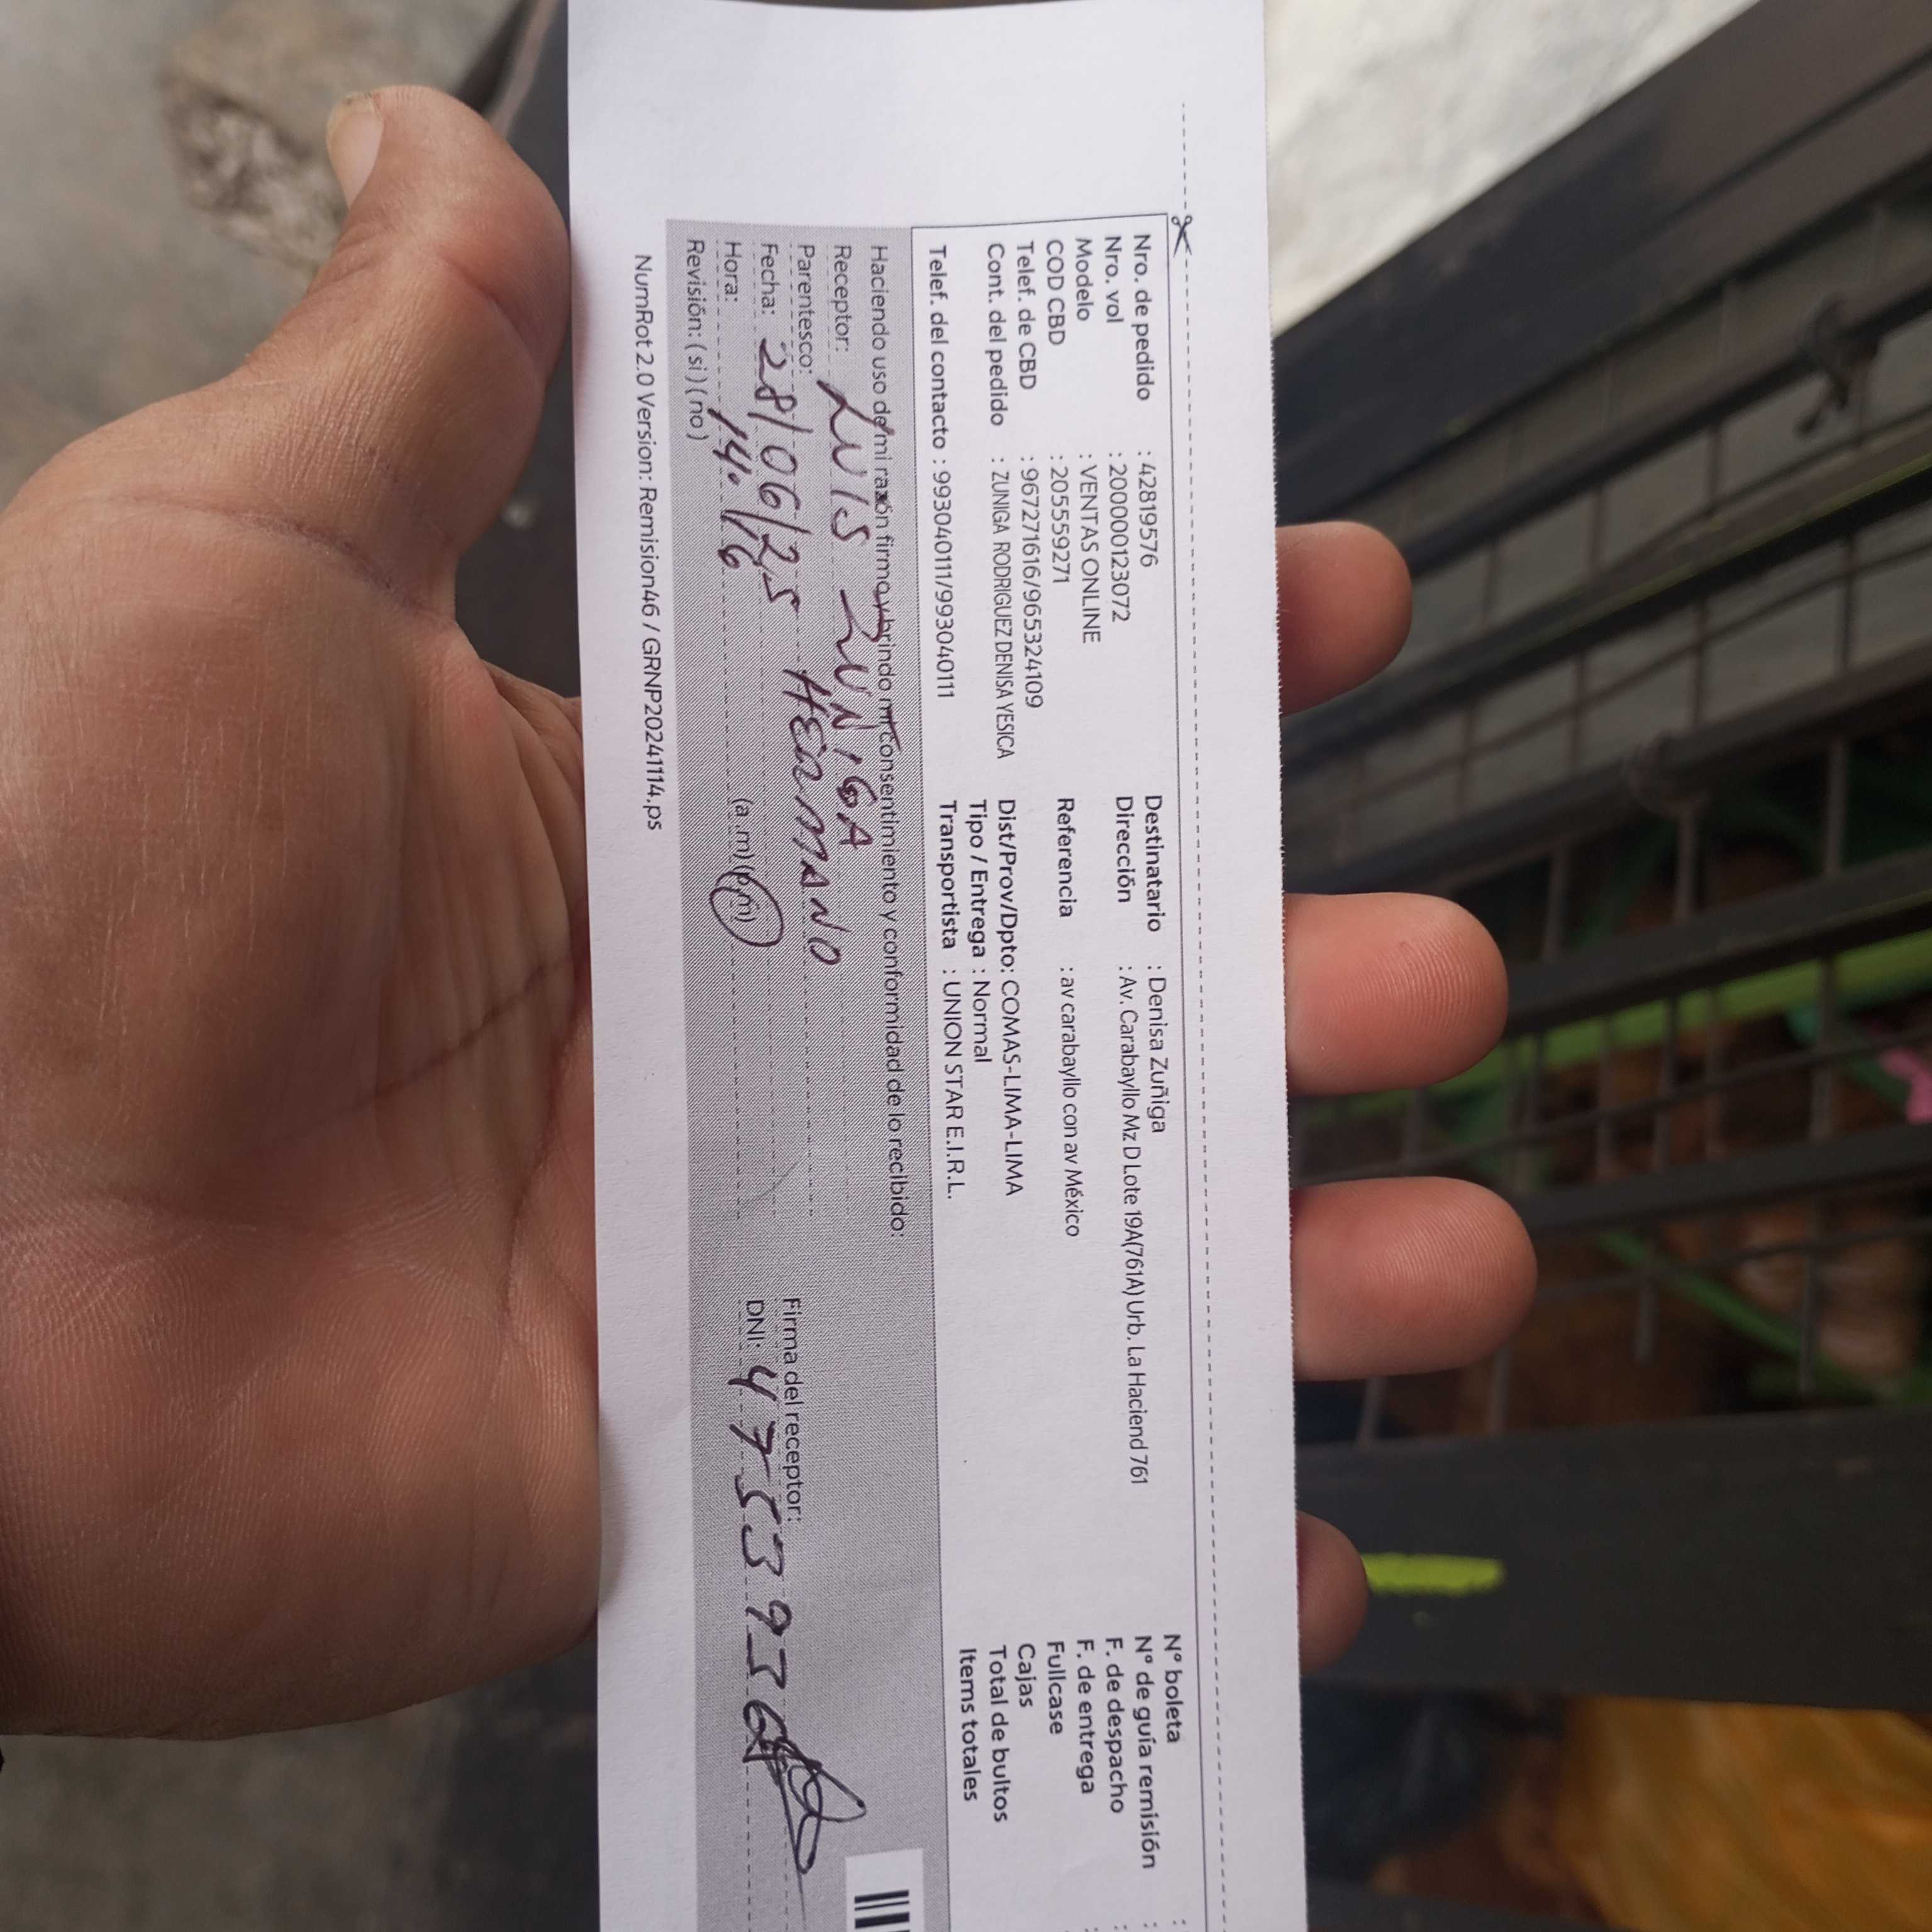 Nro. de pedido : 42819576
Nro. vol : 2000000123072
Modelo : VENTAS ONLINE
COD CBD : 205559271
Telef. de CBD : 967271616/965324109
Cont. del pedido : ZUNIGA RODRIGUEZ DENISA YESICA
Telef. del contacto : 993040111/993040111
Destinatario : Denisa Zuñiga
Dirección : Av. Carabayllo Mz D Lote 19A(761A) Urb. La Haciend 761
Referencia : av carabayllo con av México
Dist/Prov/Dpto: COMAS-LIMA-LIMA
Tipo / Entrega : Normal
Transportista : UNION STAR E.I.R.L.
N° boleta :
N° de guía remisión :
F. de despacho :
F. de entrega :
Fullcase
Cajas
Total de bultos
Items totales
Haciendo uso de mi razón firmo y brindo mi consentimiento y conformidad de lo recibido:
Receptor: LUIS ZUNIGA
Parentesco: HERMANO
Fecha: 28/06/25
Hora: 14:16 (a.m) (p.m)
Revisión: ( si ) ( no )
Firma del receptor:
DNI: 47553936
NumRot 2.0 Version: Remision46 / GRNP20241114.ps